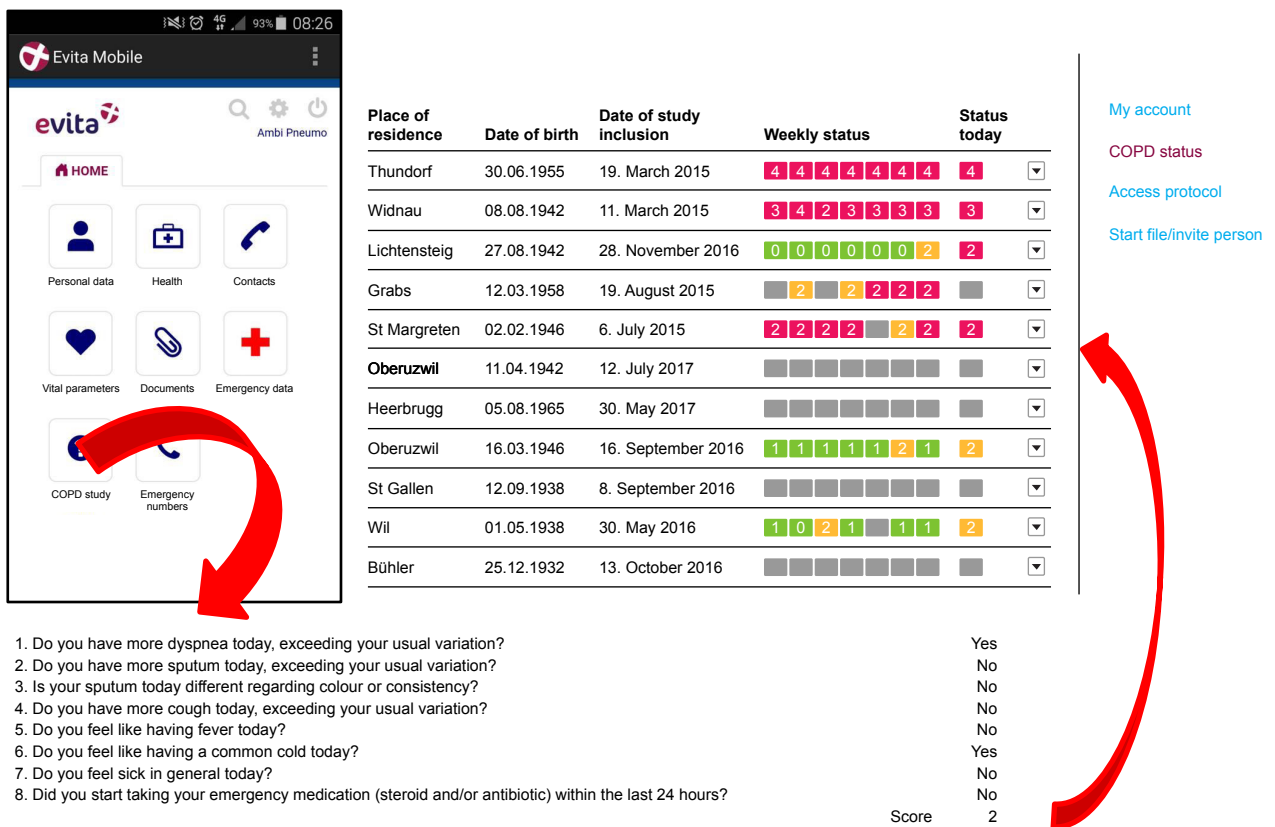 4G 93% 08:26
Evita Mobile
evita
Ambi Pneumo
HOME
Personal data Health Contacts
Vital parameters Documents Emergency data
COPD study Emergency
numbers
Place of
residence Date of birth Date of study
inclusion Weekly status Status
today
Thundorf 30.06.1955 19. March 2015 4 4 4 4 4 4 4 4
Widnau 08.08.1942 11. March 2015 3 4 2 3 3 3 3 3
Lichtensteig 27.08.1942 28. November 2016 0 0 0 0 0 0 2 2
Grabs 12.03.1958 19. August 2015 2 2 2 2 2
St Margreten 02.02.1946 6. July 2015 2 2 2 2 2 2 2
Oberuzwil 11.04.1942 12. July 2017
Heerbrugg 05.08.1965 30. May 2017
Oberuzwil 16.03.1946 16. September 2016 1 1 1 1 1 2 1 2
St Gallen 12.09.1938 8. September 2016
Wil 01.05.1938 30. May 2016 1 0 2 1 1 1 2
Bühler 25.12.1932 13. October 2016
My account
COPD status
Access protocol
Start file/invite person
1. Do you have more dyspnea today, exceeding your usual variation? Yes
2. Do you have more sputum today, exceeding your usual variation? No
3. Is your sputum today different regarding colour or consistency? No
4. Do you have more cough today, exceeding your usual variation? No
5. Do you feel like having fever today? No
6. Do you feel like having a common cold today? Yes
7. Do you feel sick in general today? No
8. Did you start taking your emergency medication (steroid and/or antibiotic) within the last 24 hours? No
Score 2